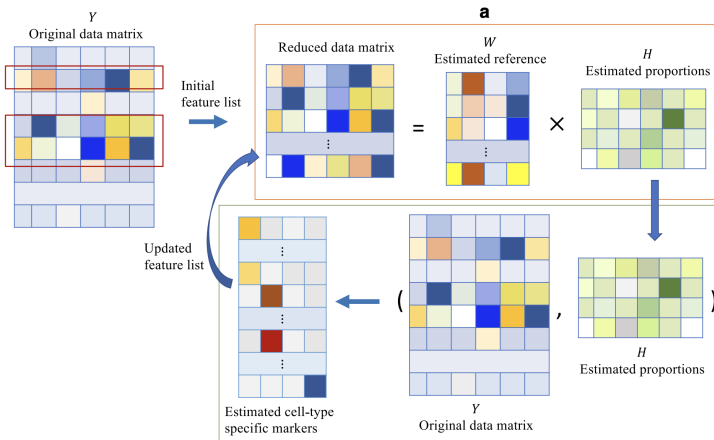 a
Y
Original data matrix
Initial
feature list
Reduced data matrix
W
Estimated reference
H
Estimated proportions
=
×
⋮
⋮
Updated
feature list
⋮
⋮
⋮
Estimated cell-type
specific markers
(
,
)
Y
Original data matrix
H
Estimated proportions